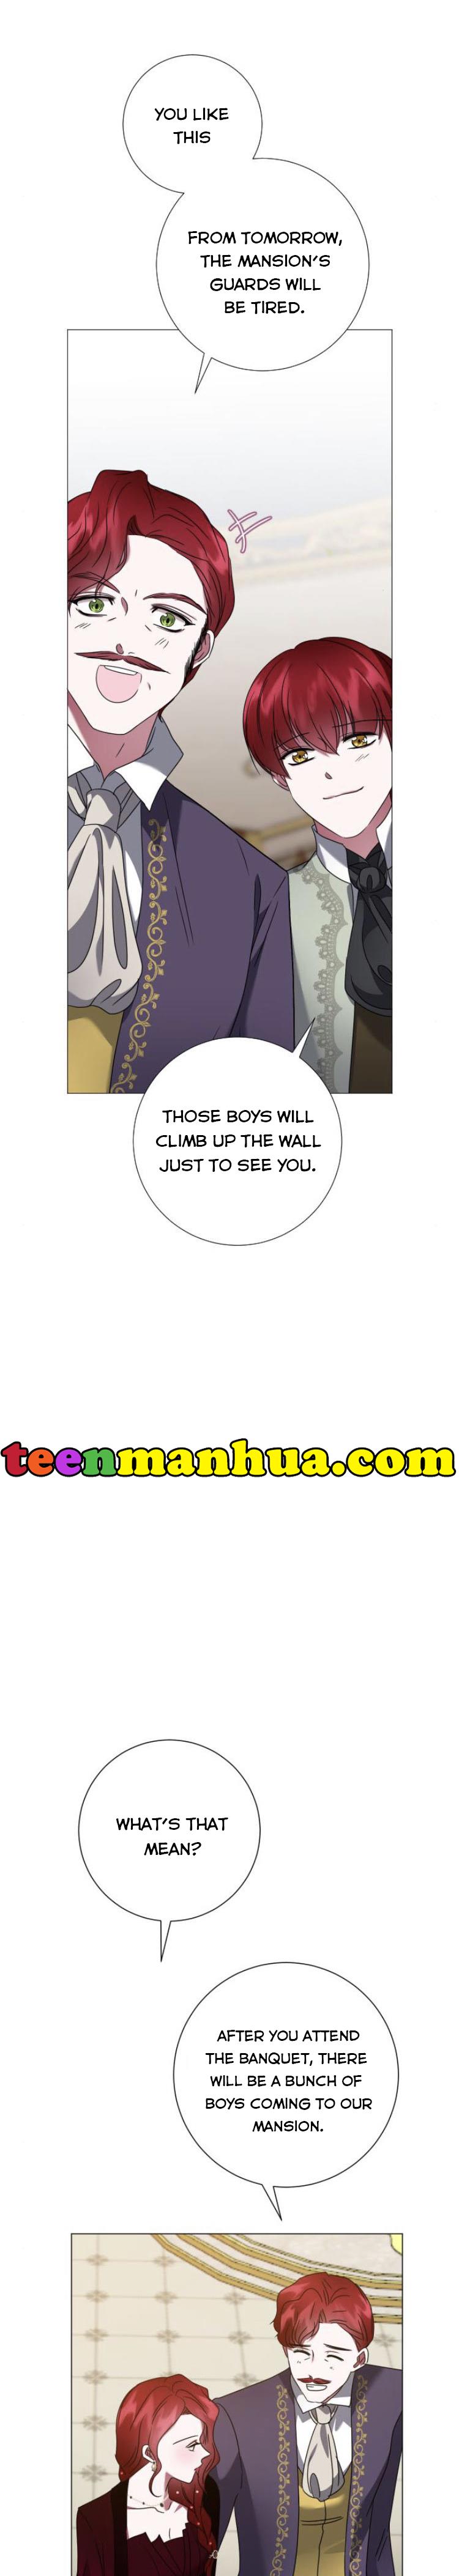 YOU LIKE
THIS
FROM TOMORROW,
THE MANSION'S
GUARDS WILL
BE TIRED.
THOSE BOYS WILL
CLIMB UP THE WALL
JUST TO SEE YOU.
teenmanhua.com
WHAT'S THAT
MEAN?
AFTER YOU ATTEND
THE BANQUET, THERE
WILL BE A BUNCH OF
BOYS COMING TO OUR
MANSION.